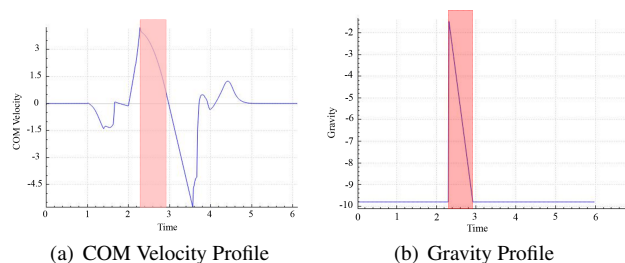 COM Velocity
3
1.5
0
-1.5
-3
-4.5
0 1 2 3 4 5 6
Time
(a) COM Velocity Profile
Gravity
-2
-3
-4
-5
-6
-7
-8
-9
-10
0 1 2 3 4 5 6
Time
(b) Gravity Profile